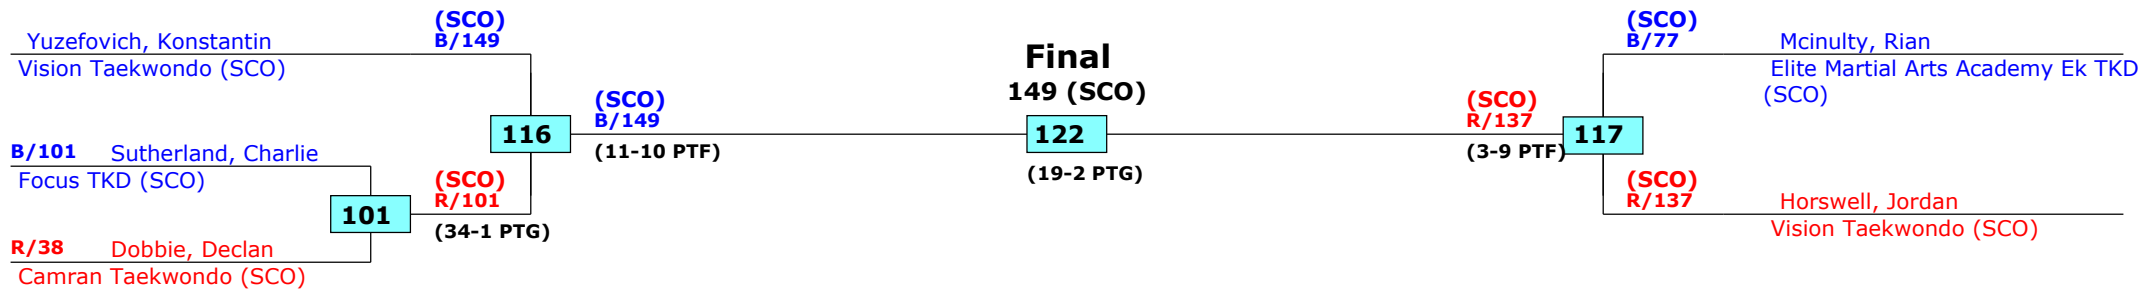 (SCO)
B/149
Yuzefovich, Konstantin
Vision Taekwondo (SCO)
B/101 Sutherland, Charlie
Focus TKD (SCO)
R/38 Dobbie, Declan
Camran Taekwondo (SCO)
101
(SCO)
R/101
(34-1 PTG)
116
(SCO)
B/149
(11-10 PTF)
Final
149 (SCO)
122
(19-2 PTG)
(SCO)
R/137
(3-9 PTF)
117
(SCO)
B/77
Mcinulty, Rian
Elite Martial Arts Academy Ek TKD
(SCO)
(SCO)
R/137
Horswell, Jordan
Vision Taekwondo (SCO)